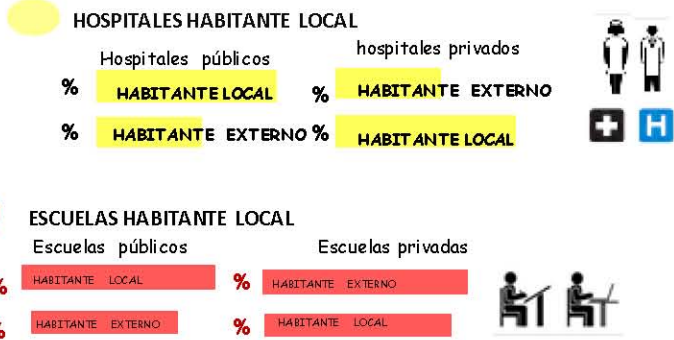 HOSPITALES HABITANTE LOCAL
Hospitales públicos
hospitales privados
% HABITANTE LOCAL
% HABITANTE EXTERNO
% HABITANTE EXTERNO
% HABITANTE LOCAL
H
ESCUELAS HABITANTE LOCAL
Escuelas públicos
Escuelas privadas
% HABITANTE LOCAL
% HABITANTE EXTERNO
% HABITANTE EXTERNO
% HABITANTE LOCAL